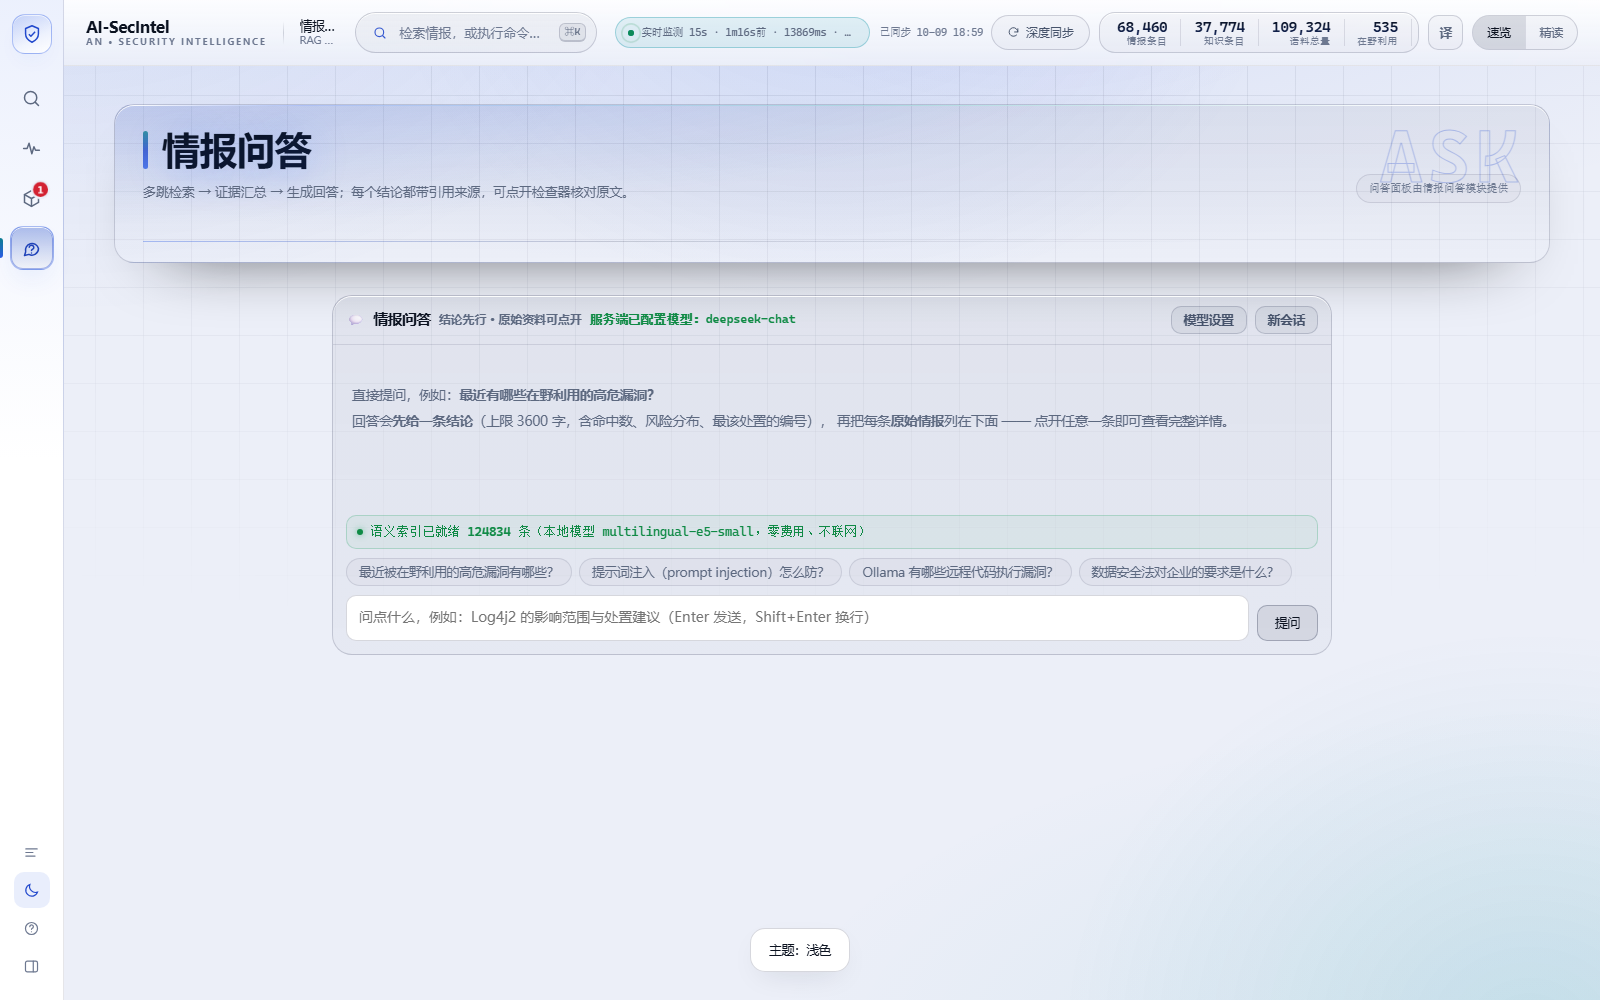 AI-SecIntel
AN • SECURITY INTELLIGENCE
情报...
RAG ...
检索情报，或执行命令... ⌘K
实时监测 15s · 1m16s前 · 13869ms · …
已同步 10-09 18:59
深度同步
68,460 情报条目
37,774 知识条目
109,324 语料总量
535 在野利用
译
速览 精读
1
情报问答
多跳检索 → 证据汇总 → 生成回答；每个结论都带引用来源，可点开检查器核对原文。
ASK
问答面板由情报问答模块提供
情报问答 结论先行 • 原始资料可点开 服务端已配置模型：deepseek-chat
模型设置 新会话
直接提问，例如：最近有哪些在野利用的高危漏洞？
回答会先给一条结论（上限 3600 字，含命中数、风险分布、最该处置的编号）， 再把每条原始情报列在下面 —— 点开任意一条即可查看完整详情。
语义索引已就绪 124834 条（本地模型 multilingual-e5-small，零费用、不联网）
最近被在野利用的高危漏洞有哪些？
提示词注入（prompt injection）怎么防？
Ollama 有哪些远程代码执行漏洞？
数据安全法对企业的要求是什么？
问点什么，例如：Log4j2 的影响范围与处置建议（Enter 发送，Shift+Enter 换行）
提问
主题：浅色